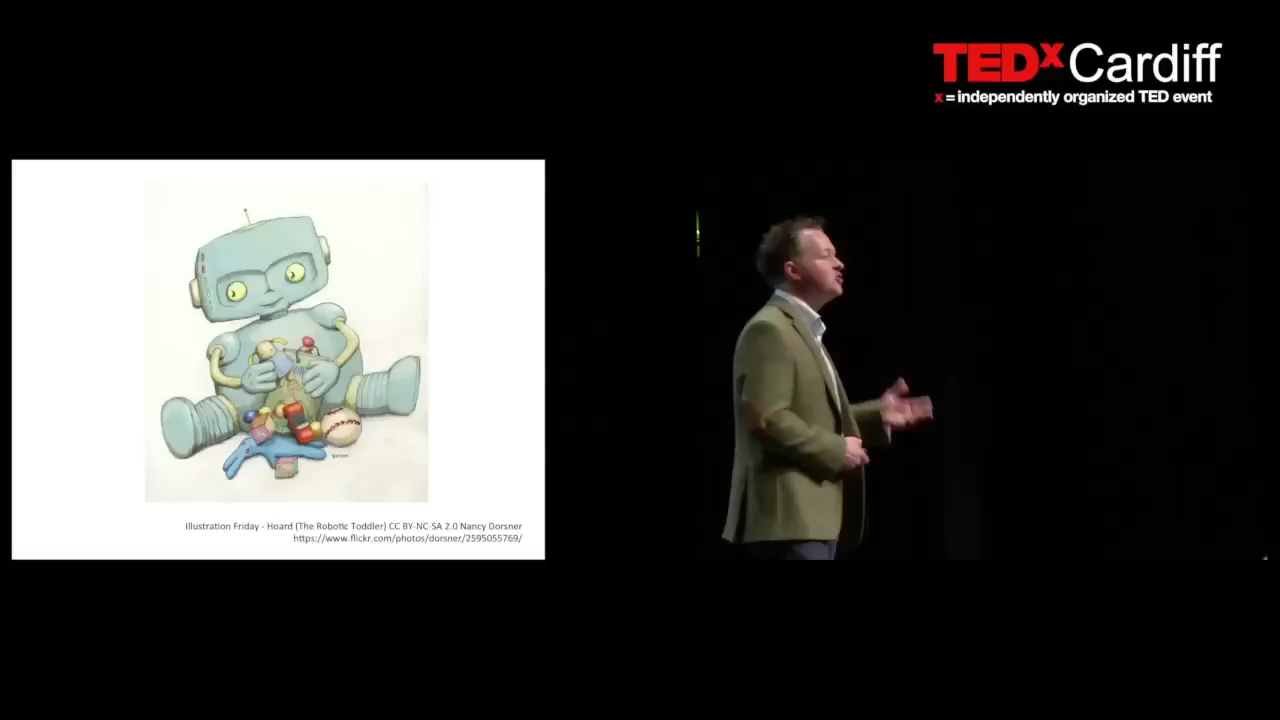 TEDxCardiff
x = independently organized TED event
Illustration Friday - Hoard (The Robotic Toddler) CC BY-NC-SA 2.0 Nancy Dorsner
https://www.flickr.com/photos/dorsner/2595055769/